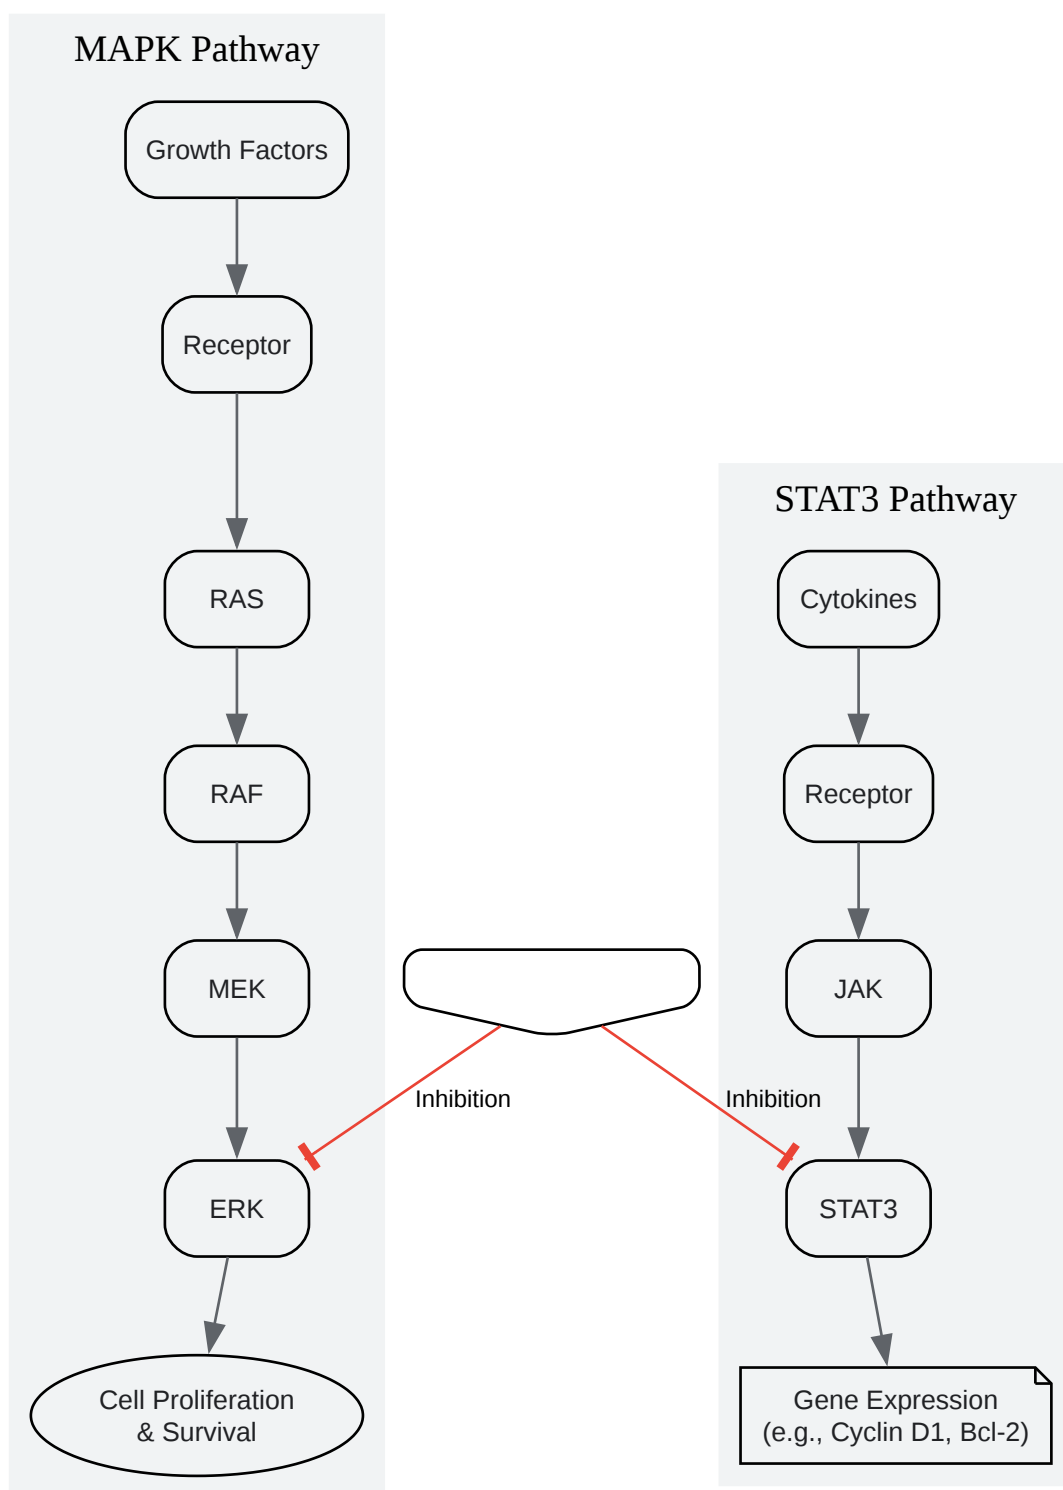 MAPK Pathway
Growth Factors
Receptor
RAS
RAF
MEK
ERK
Cell Proliferation
& Survival
Inhibition
Inhibition
STAT3 Pathway
Cytokines
Receptor
JAK
STAT3
Gene Expression
(e.g., Cyclin D1, Bcl-2)